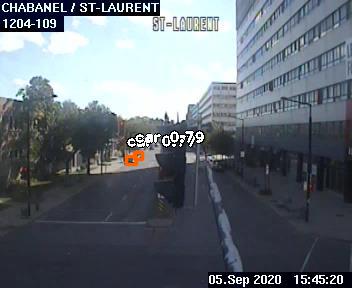 CHABANEL / ST-LAURENT
ST-LAURENT
1204-109
car 0.79
05.Sep 2020 15:45:20